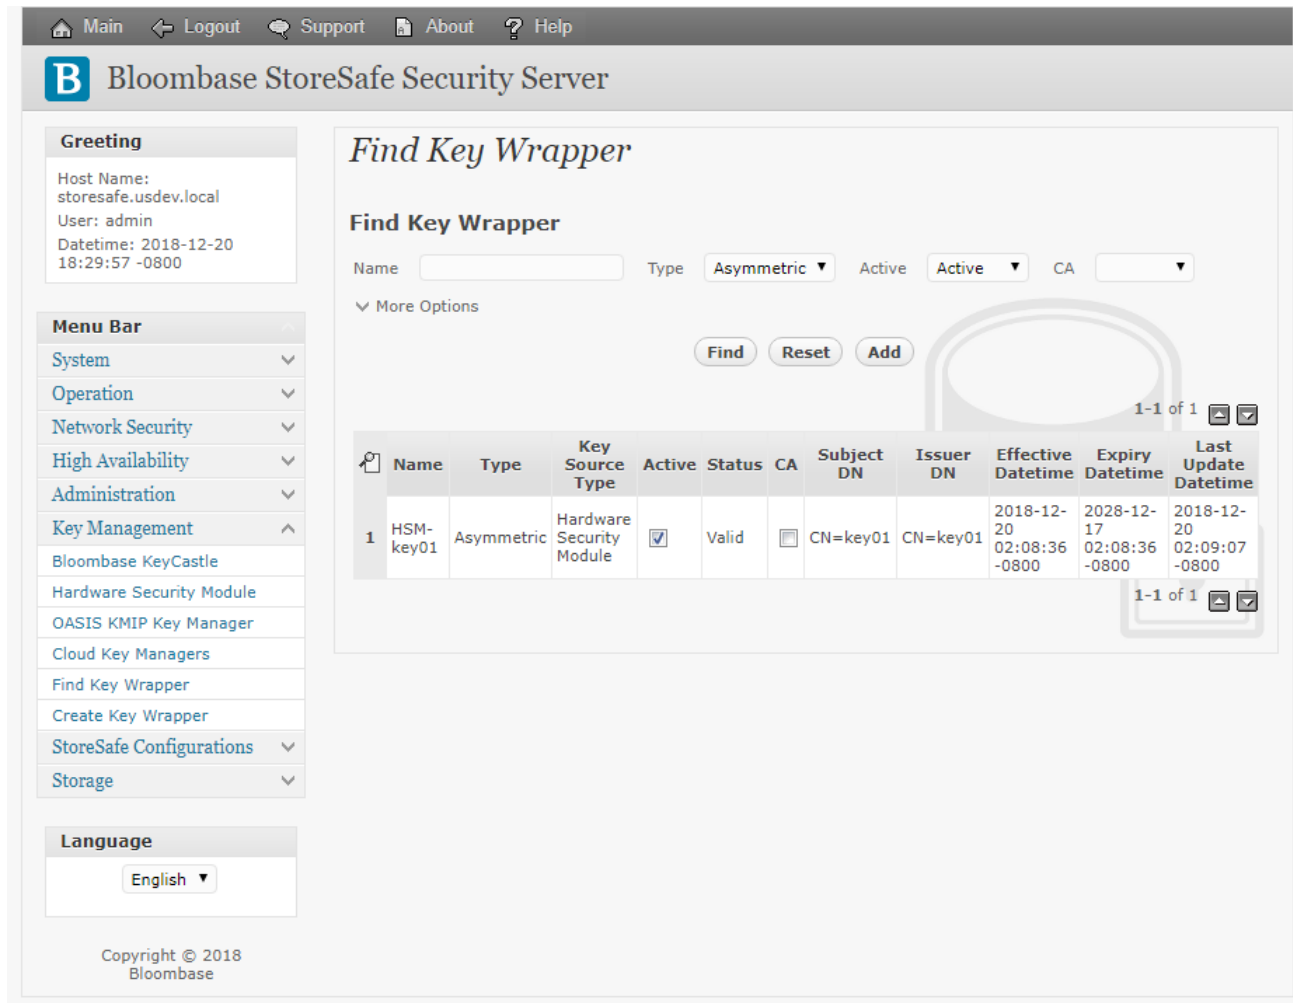 Main Logout Support About Help
B Bloombase StoreSafe Security Server
Greeting
Host Name:
storesafe.usdev.local
User: admin
Datetime: 2018-12-20
18:29:57 -0800
Menu Bar
System
Operation
Network Security
High Availability
Administration
Key Management
Bloombase KeyCastle
Hardware Security Module
OASIS KMIP Key Manager
Cloud Key Managers
Find Key Wrapper
Create Key Wrapper
StoreSafe Configurations
Storage
Language
English
Copyright © 2018
Bloombase
Find Key Wrapper
Find Key Wrapper
Name Type Asymmetric Active Active CA
More Options
Find Reset Add
1-1 of 1
Name Type Key Source Type Active Status CA Subject DN Issuer DN Effective Datetime Expiry Datetime Last Update Datetime
1 HSM-key01 Asymmetric Hardware Security Module Valid CN=key01 CN=key01 2018-12-20 02:08:36 -0800 2028-12-17 02:08:36 -0800 2018-12-20 02:09:07 -0800
1-1 of 1